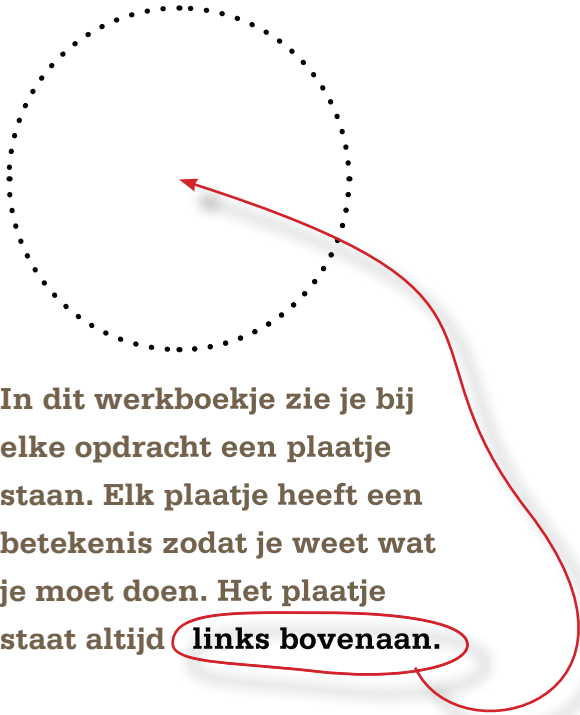 In dit werkboekje zie je bij
elke opdracht een plaatje
staan. Elk plaatje heeft een
betekenis zodat je weet wat
je moet doen. Het plaatje
staat altijd links bovenaan.